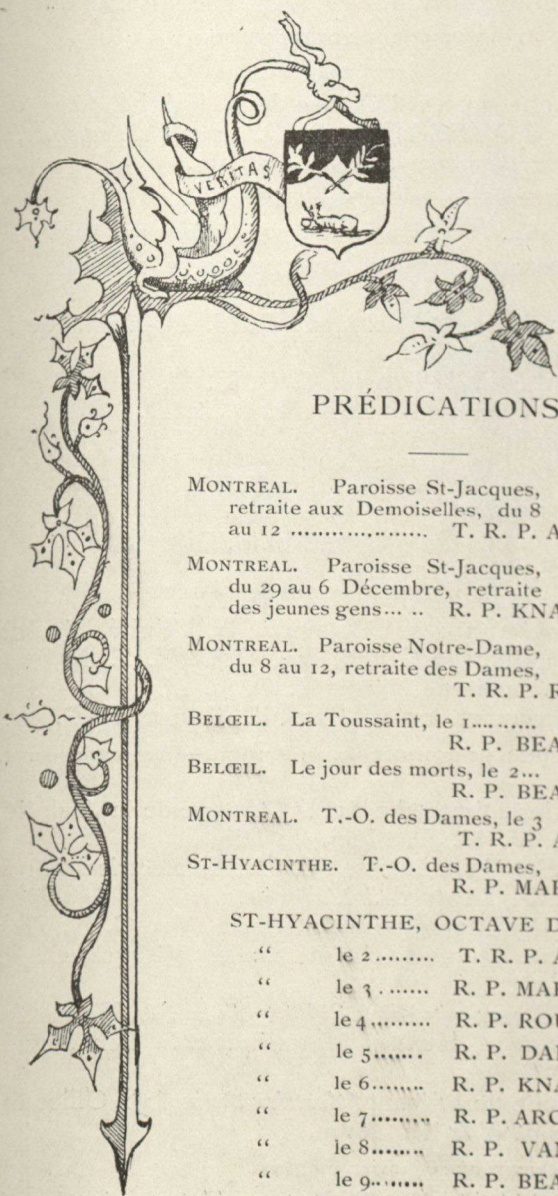 VERITAS
PRÉDICATIONS
MONTREAL. Paroisse St-Jacques,
retraite aux Demoiselles, du 8
au 12 .................... T. R. P. A
MONTREAL. Paroisse St-Jacques,
du 29 au 6 Décembre, retraite
des jeunes gens... .. R. P. KNA
MONTREAL. Paroisse Notre-Dame,
du 8 au 12, retraite des Dames,
T. R. P. R
BELŒIL. La Toussaint, le 1..........
R. P. BEA
BELŒIL. Le jour des morts, le 2...
R. P. BEA
MONTREAL. T.-O. des Dames, le 3
T. R. P. A
ST-HYACINTHE. T.-O. des Dames,
R. P. MAR
ST-HYACINTHE, OCTAVE D
“ le 2......... T. R. P. A
“ le 3 ....... R. P. MAR
“ le 4......... R. P. ROU
“ le 5....... R. P. DA
“ le 6........ R. P. KNA
“ le 7......... R. P. ARC
“ le 8........ R. P. VAN
“ le 9........ R. P. BEA